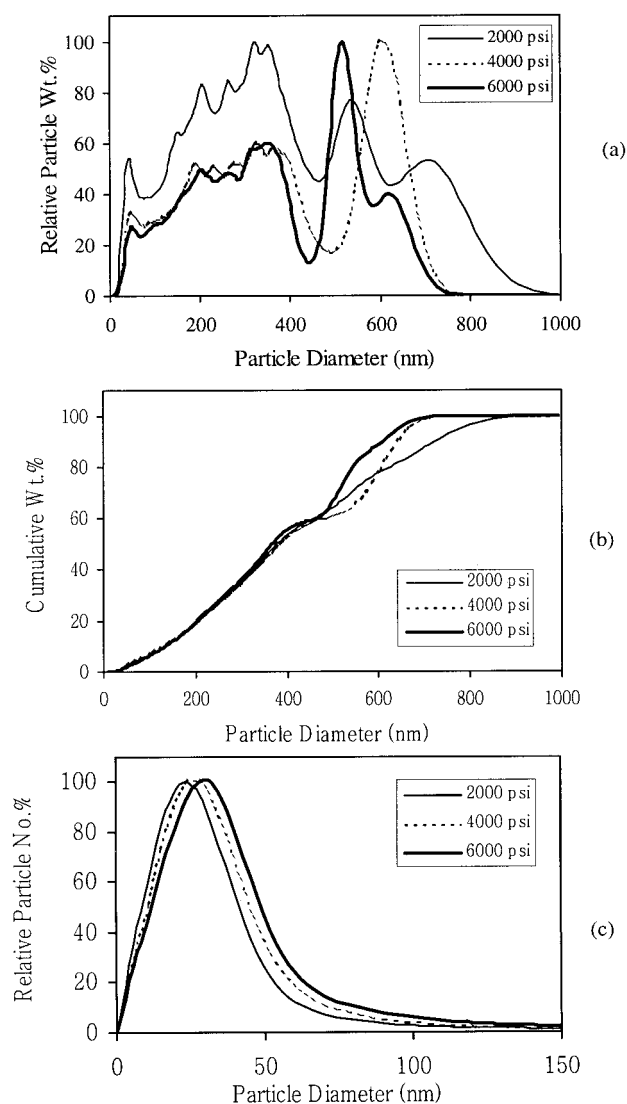 Relative Particle Wt.%
100
80
60
40
20
0
2000 psi
4000 psi
6000 psi
(a)
0 200 400 600 800 1000
Particle Diameter (nm)
Cumulative Wt.%
100
80
60
40
20
0
2000 psi
4000 psi
6000 psi
(b)
0 200 400 600 800 1000
Particle Diameter (nm)
Relative Particle No.%
100
80
60
40
20
0
2000 psi
4000 psi
6000 psi
(c)
0 50 100 150
Particle Diameter (nm)